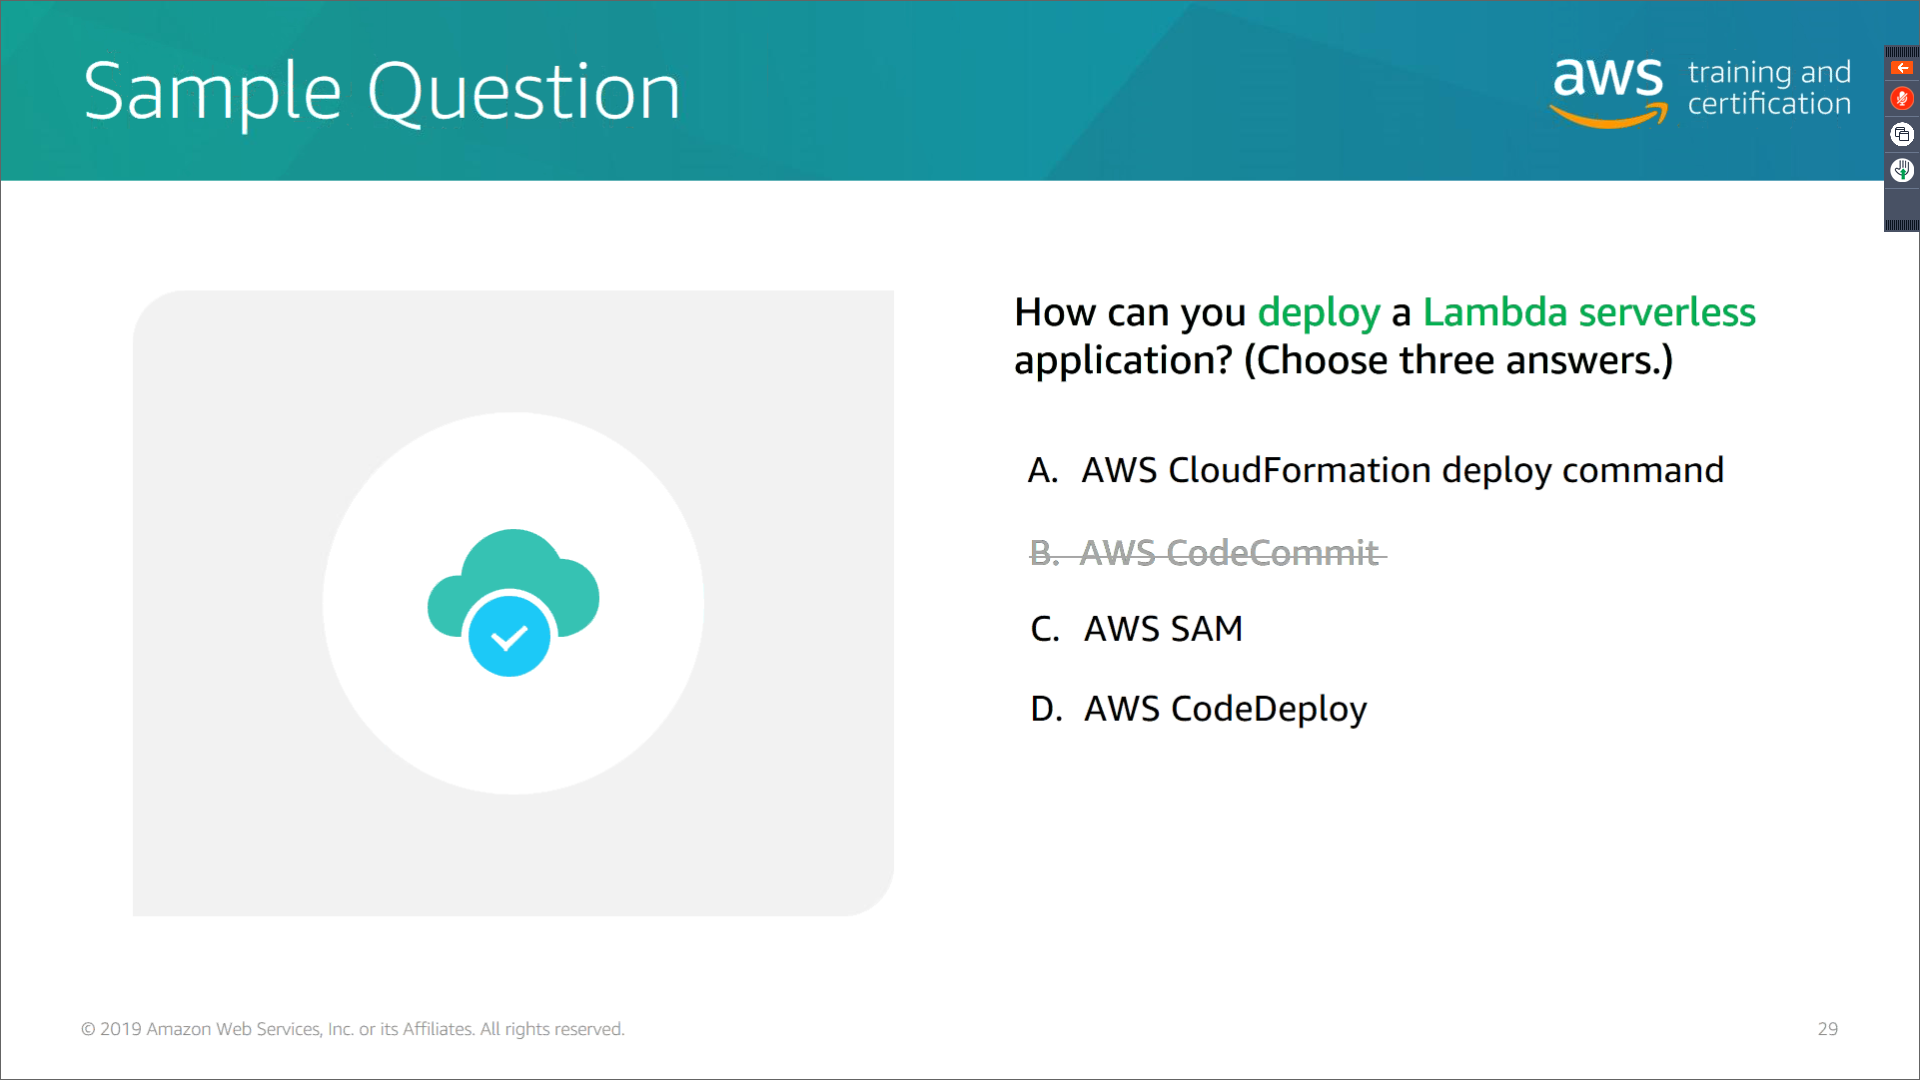 Sample Question
aws training and
certification
How can you deploy a Lambda serverless
application? (Choose three answers.)
A. AWS CloudFormation deploy command
B. AWS CodeCommit
C. AWS SAM
D. AWS CodeDeploy
© 2019 Amazon Web Services, Inc. or its Affiliates. All rights reserved.
29